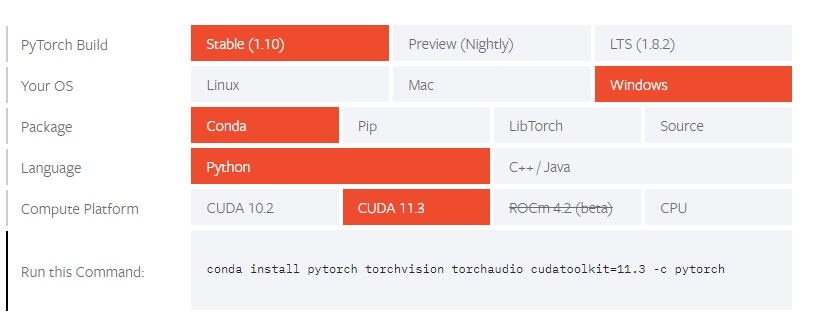 PyTorch Build Stable (1.10) Preview (Nightly) LTS (1.8.2)
Your OS Linux Mac Windows
Package Conda Pip LibTorch Source
Language Python C++ / Java
Compute Platform CUDA 10.2 CUDA 11.3 ROCm 4.2 (beta) CPU
Run this Command: conda install pytorch torchvision torchaudio cudatoolkit=11.3 -c pytorch